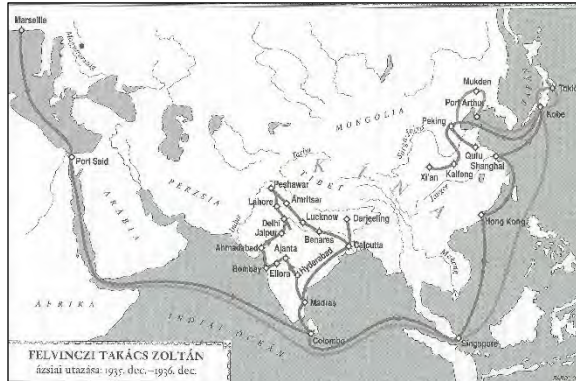 Marseille
Mukden
Tokió
Port Arthur
Kobe
Peking
MONGÓLIA
Port Said
Qufu
Shanghai
Xi'an
Kaifeng
KÍNA
TIBET
PERZSIA
ARÁBIA
Peshawar
Amritsar
Lahore
Delhi
Lucknow
Darjeeling
Jaipur
Benares
Hong Kong
Ahmadabad
Ajanta
Calcutta
Bombay
Ellora
Hyderabad
Madras
AFRIKA
INDIAI ÓCEÁN
Colombo
Singapore
FELVINCZI TAKÁCS ZOLTÁN
ázsiai utazása: 1935. dec.–1936. dec.